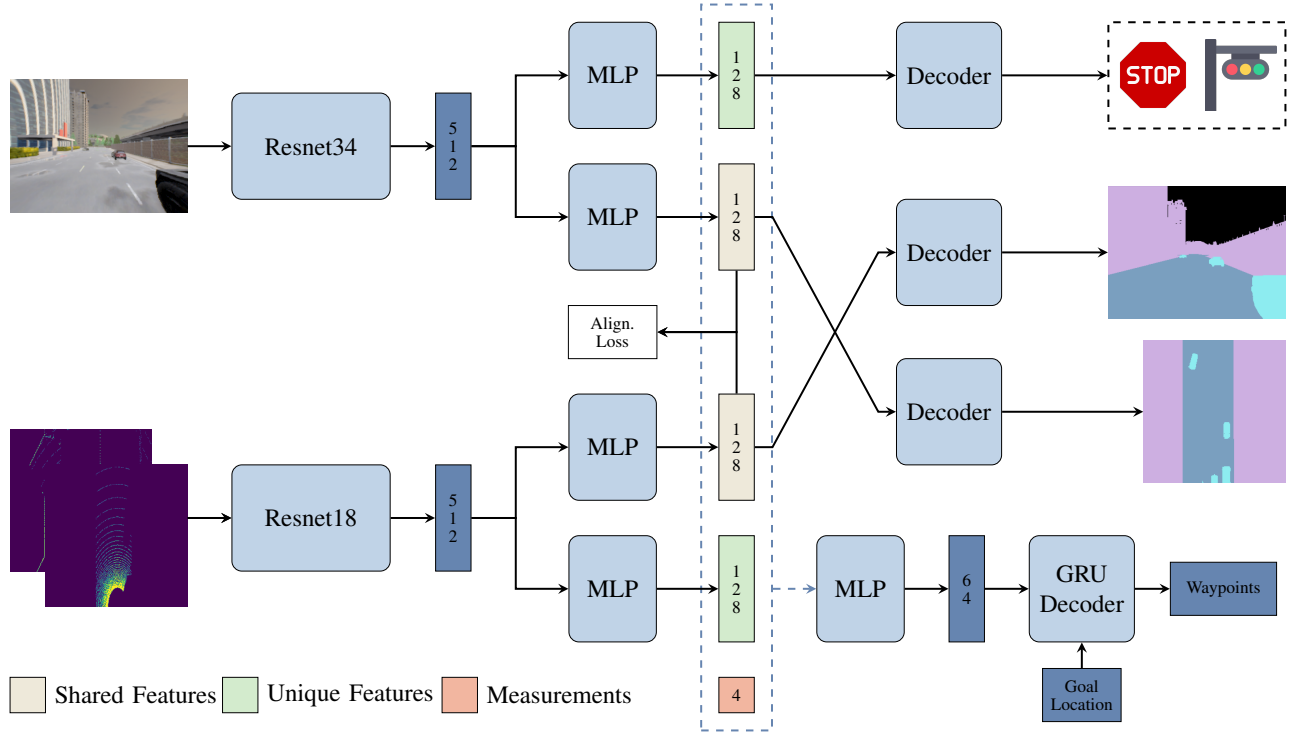 MLP
1
2
8
Decoder
STOP
Resnet34
5
1
2
MLP
1
2
8
Decoder
Align.
Loss
Decoder
MLP
1
2
8
Resnet18
5
1
2
MLP
1
2
8
MLP
6
4
GRU
Decoder
Waypoints
Shared Features
Unique Features
Measurements
4
Goal
Location